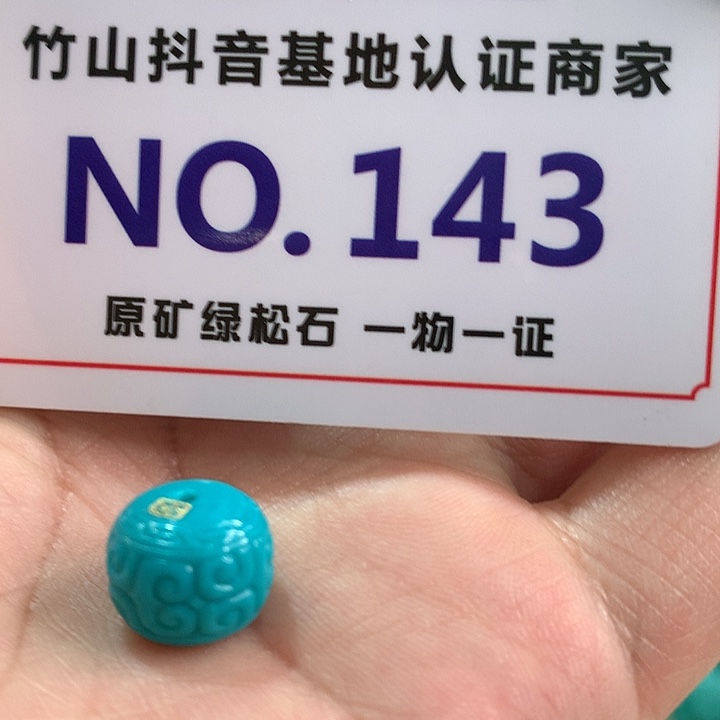 竹山抖音基地认证商家
NO.143
原矿绿松石 一物一证